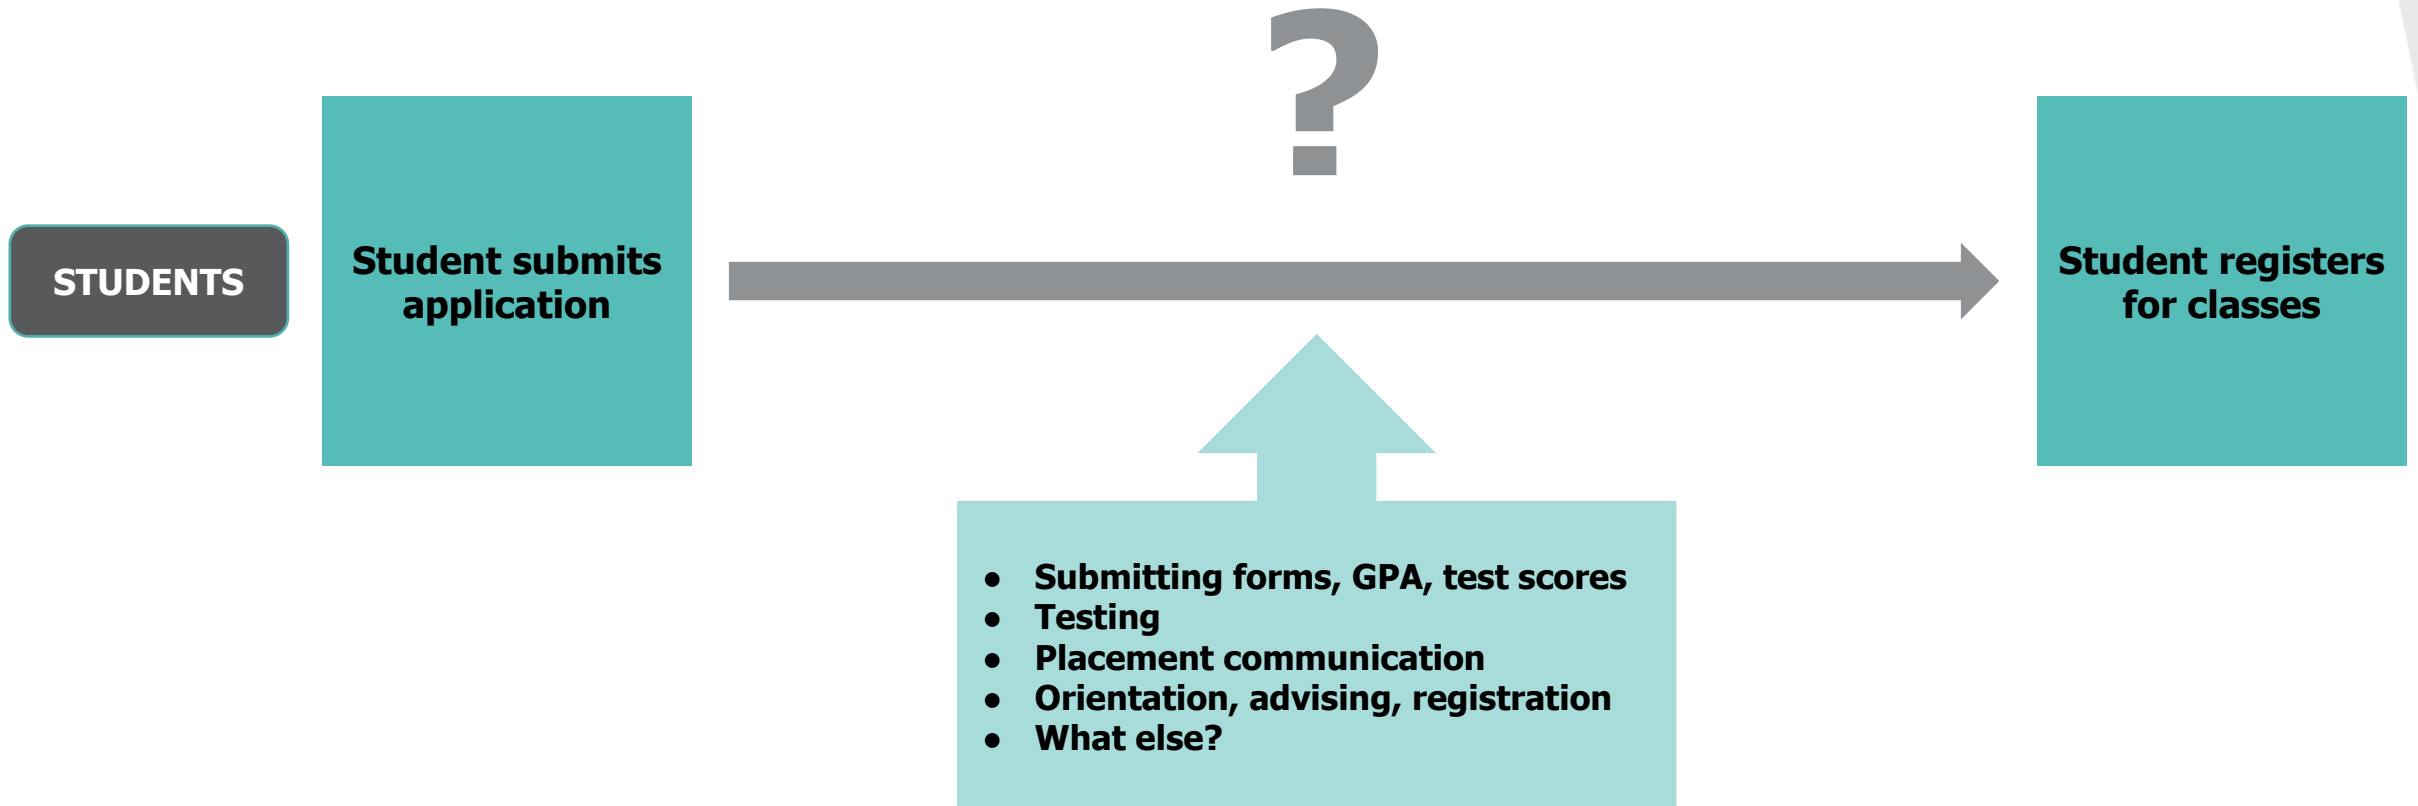 ?
STUDENTS
Student submits
application
Student registers
for classes
● Submitting forms, GPA, test scores
● Testing
● Placement communication
● Orientation, advising, registration
● What else?